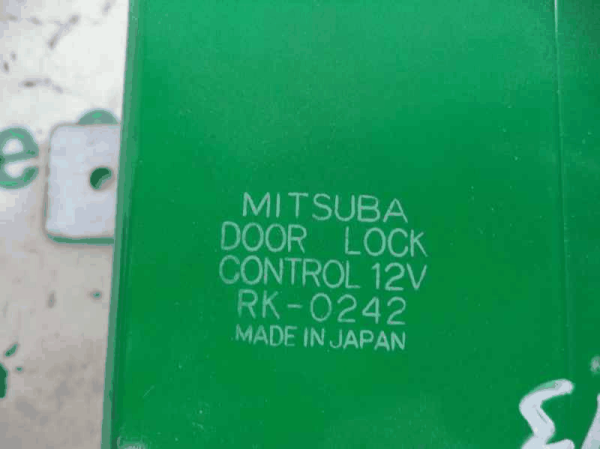 MITSUBA
DOOR LOCK
CONTROL 12V
RK-0242
MADE IN JAPAN